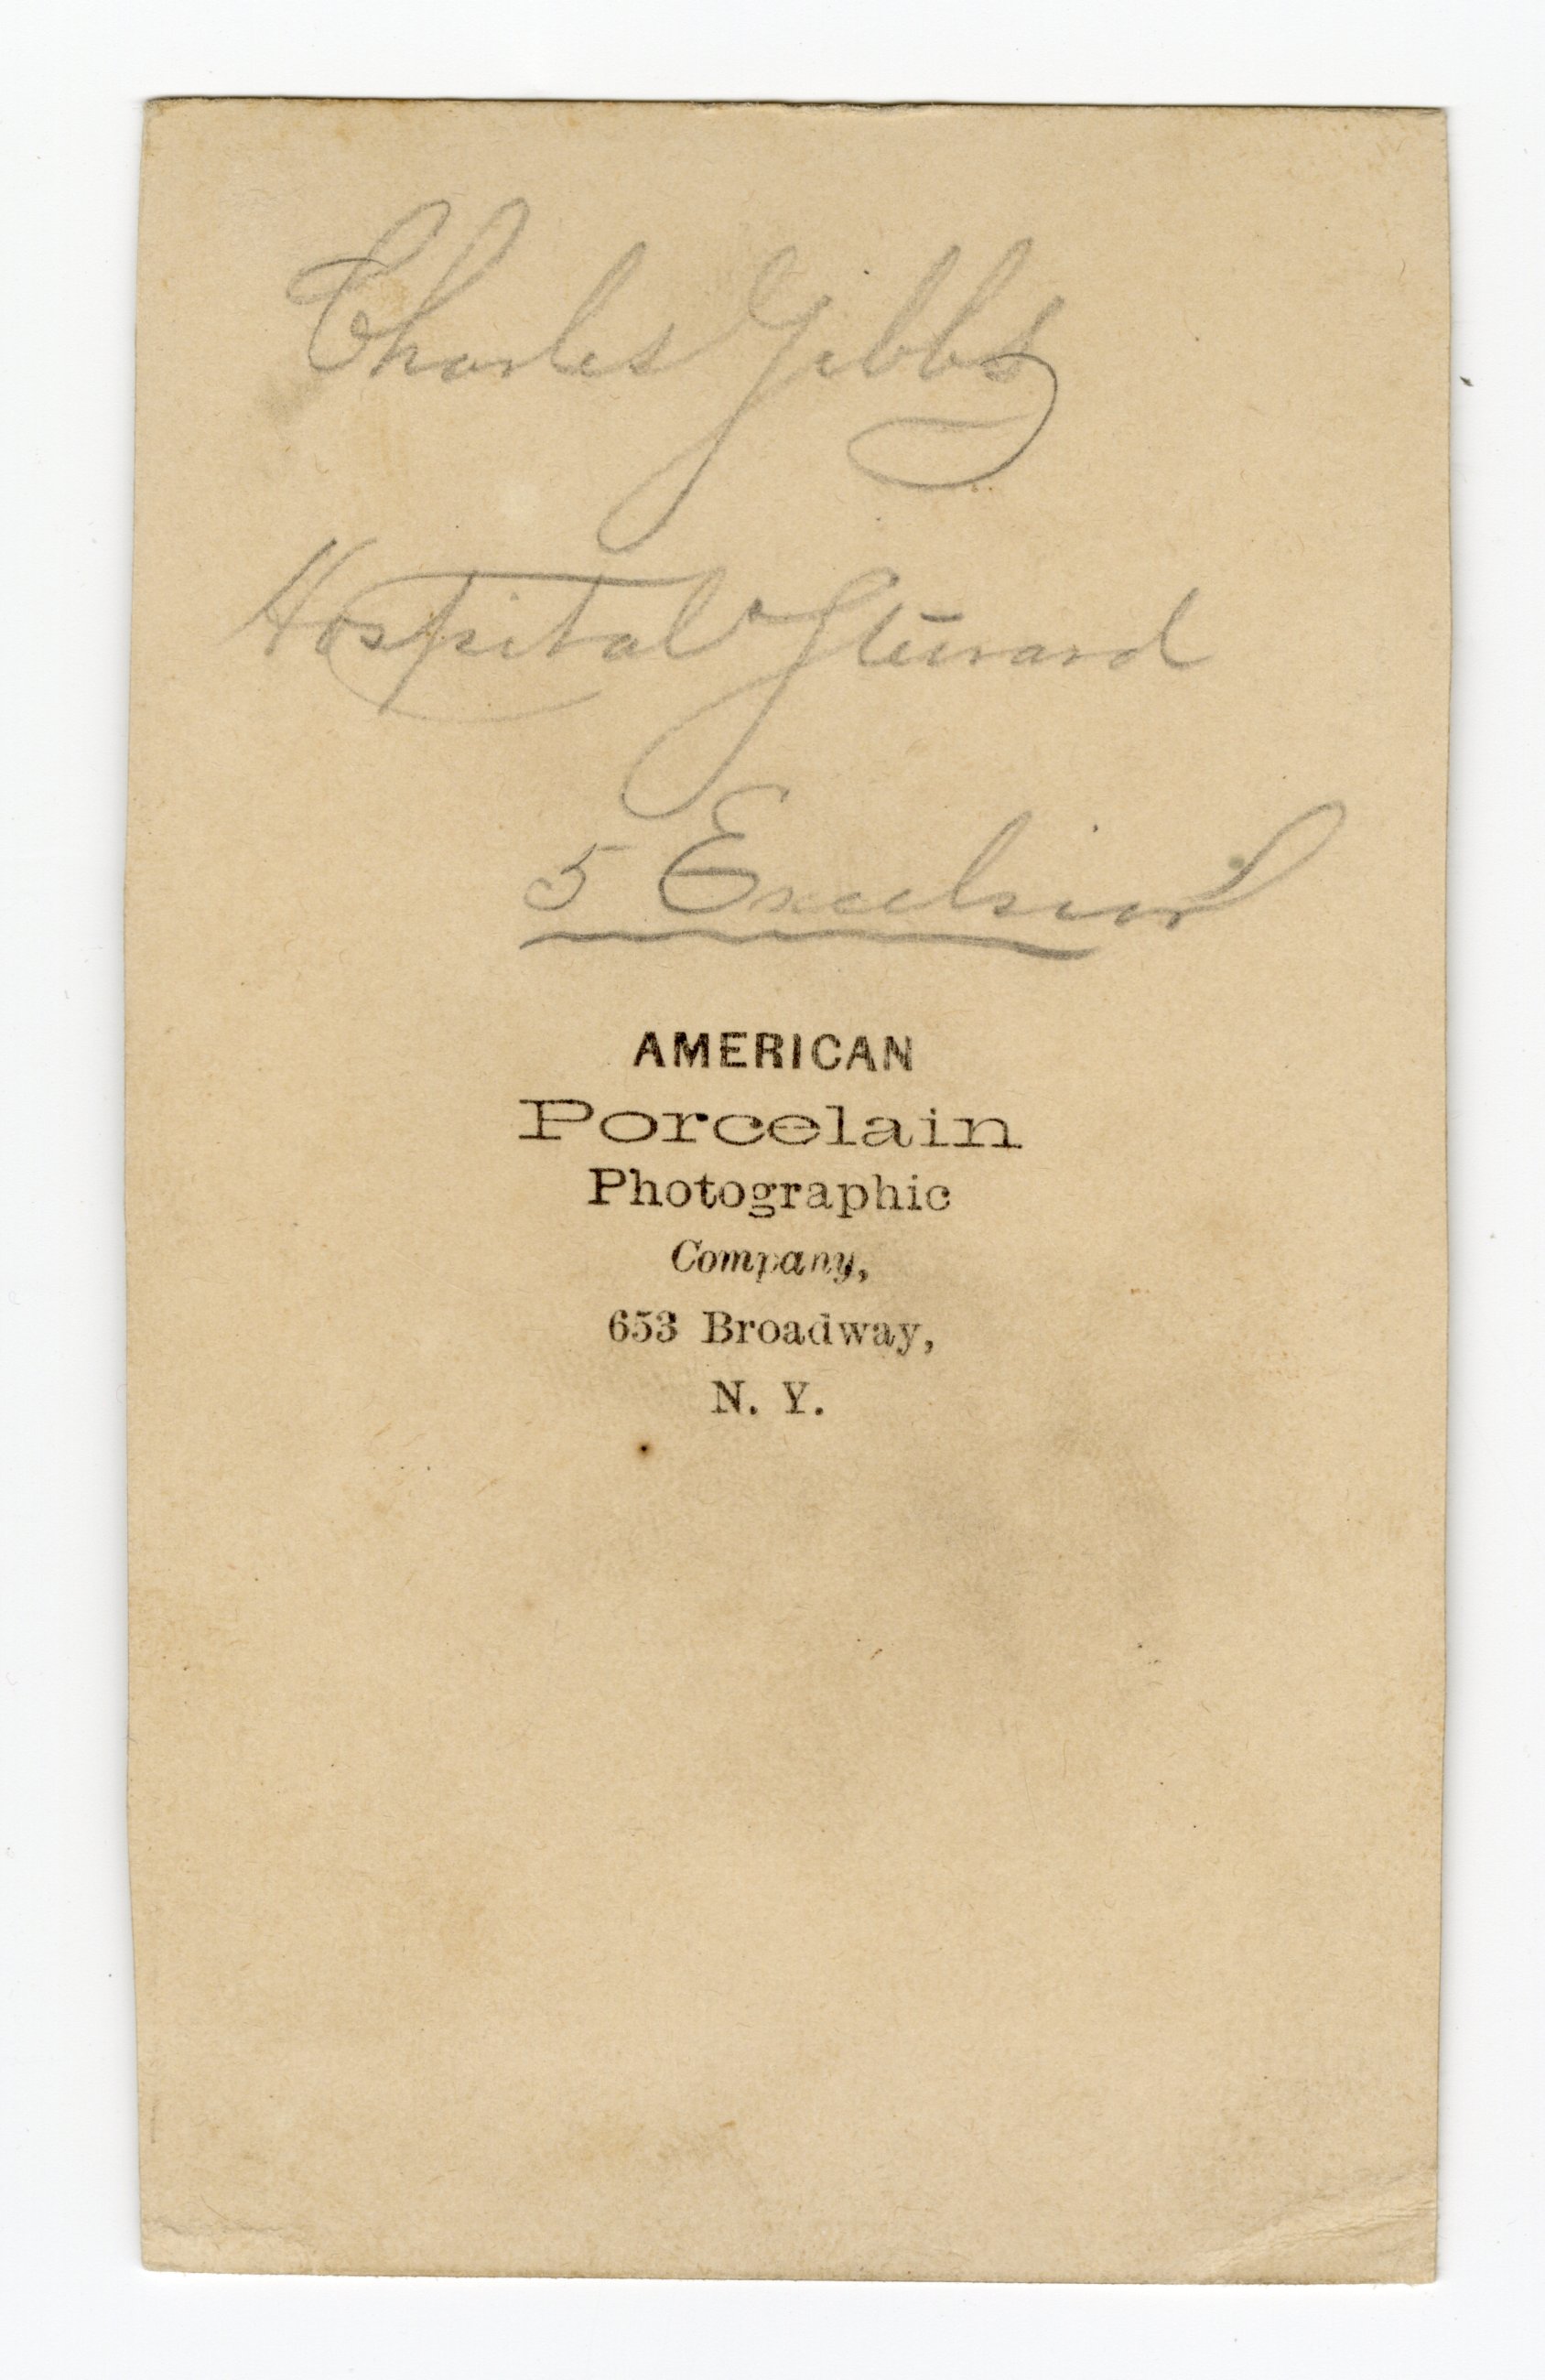 Charles Gibbs
Hospital Steward
5 Excelsior
AMERICAN
Porcelain
Photographic
Company,
653 Broadway,
N. Y.